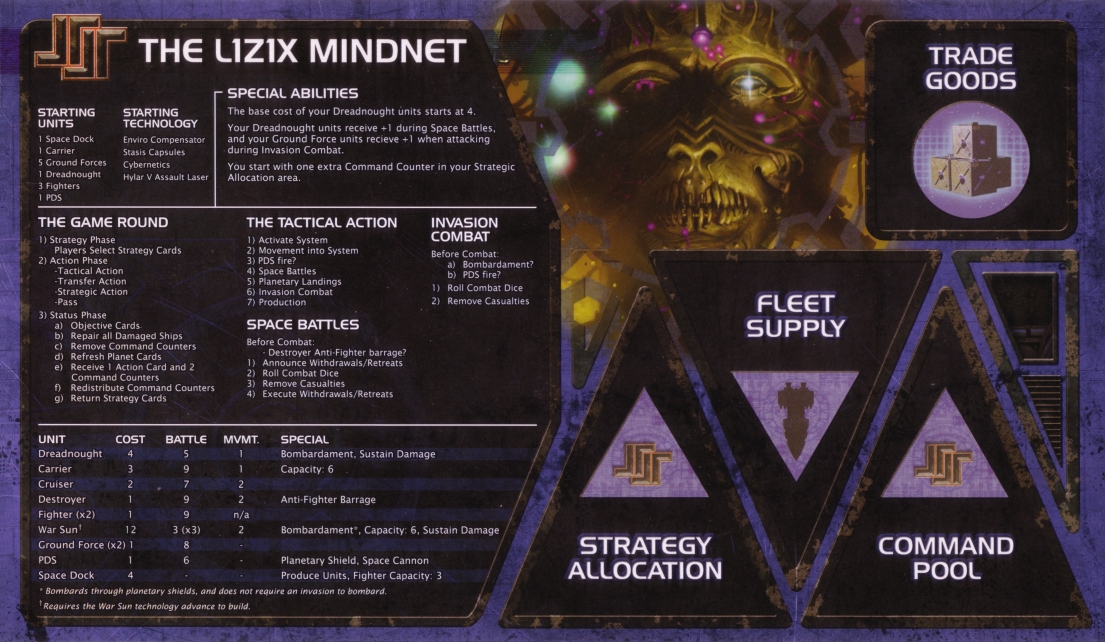 THE L1Z1X MINDNET
STARTING
UNITS
1 Space Dock
1 Carrier
5 Ground Forces
1 Dreadnought
3 Fighters
1 PDS
STARTING
TECHNOLOGY
Enviro Compensator
Stasis Capsules
Cybernetics
Hylar V Assault Laser
SPECIAL ABILITIES
The base cost of your Dreadnought units starts at 4.
Your Dreadnought units receive +1 during Space Battles,
and your Ground Force units recieve +1 when attacking
during Invasion Combat.
You start with one extra Command Counter in your Strategic
Allocation area.
THE GAME ROUND
1) Strategy Phase
Players Select Strategy Cards
2) Action Phase
-Tactical Action
-Transfer Action
-Strategic Action
-Pass
3) Status Phase
a) Objective Cards
b) Repair all Damaged Ships
c) Remove Command Counters
d) Refresh Planet Cards
e) Receive 1 Action Card and 2
Command Counters
f) Redistribute Command Counters
g) Return Strategy Cards
THE TACTICAL ACTION
1) Activate System
2) Movement into System
3) PDS fire?
4) Space Battles
5) Planetary Landings
6) Invasion Combat
7) Production
SPACE BATTLES
Before Combat:
- Destroyer Anti-Fighter barrage?
1) Announce Withdrawals/Retreats
2) Roll Combat Dice
3) Remove Casualties
4) Execute Withdrawals/Retreats
INVASION
COMBAT
Before Combat:
a) Bombardment?
b) PDS fire?
1) Roll Combat Dice
2) Remove Casualties
UNIT COST BATTLE MVMT. SPECIAL
Dreadnought 4 5 1 Bombardament, Sustain Damage
Carrier 3 9 1 Capacity: 6
Cruiser 2 7 2
Destroyer 1 9 2 Anti-Fighter Barrage
Fighter (x2) 1 9 n/a
War Sun† 12 3 (x3) 2 Bombardament*, Capacity: 6, Sustain Damage
Ground Force (x2) 1 8 -
PDS 1 6 - Planetary Shield, Space Cannon
Space Dock 4 - - Produce Units, Fighter Capacity: 3
* Bombards through planetary shields, and does not require an invasion to bombard.
† Requires the War Sun technology advance to build.
TRADE
GOODS
FLEET
SUPPLY
STRATEGY
ALLOCATION
COMMAND
POOL